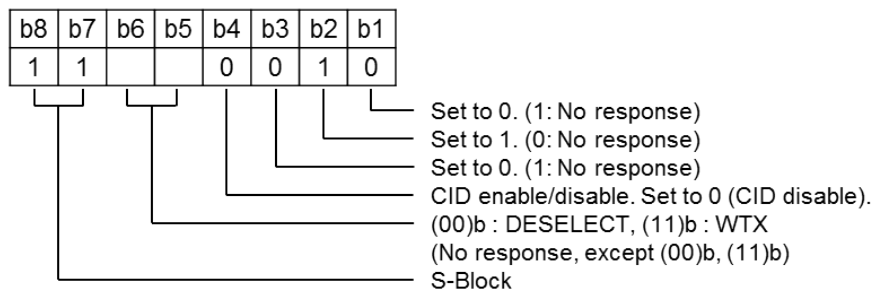 b8 b7 b6 b5 b4 b3 b2 b1
1 1 0 0 1 0
Set to 0. (1: No response)
Set to 1. (0: No response)
Set to 0. (1: No response)
CID enable/disable. Set to 0 (CID disable).
(00)b : DESELECT, (11)b : WTX
(No response, except (00)b, (11)b)
S-Block